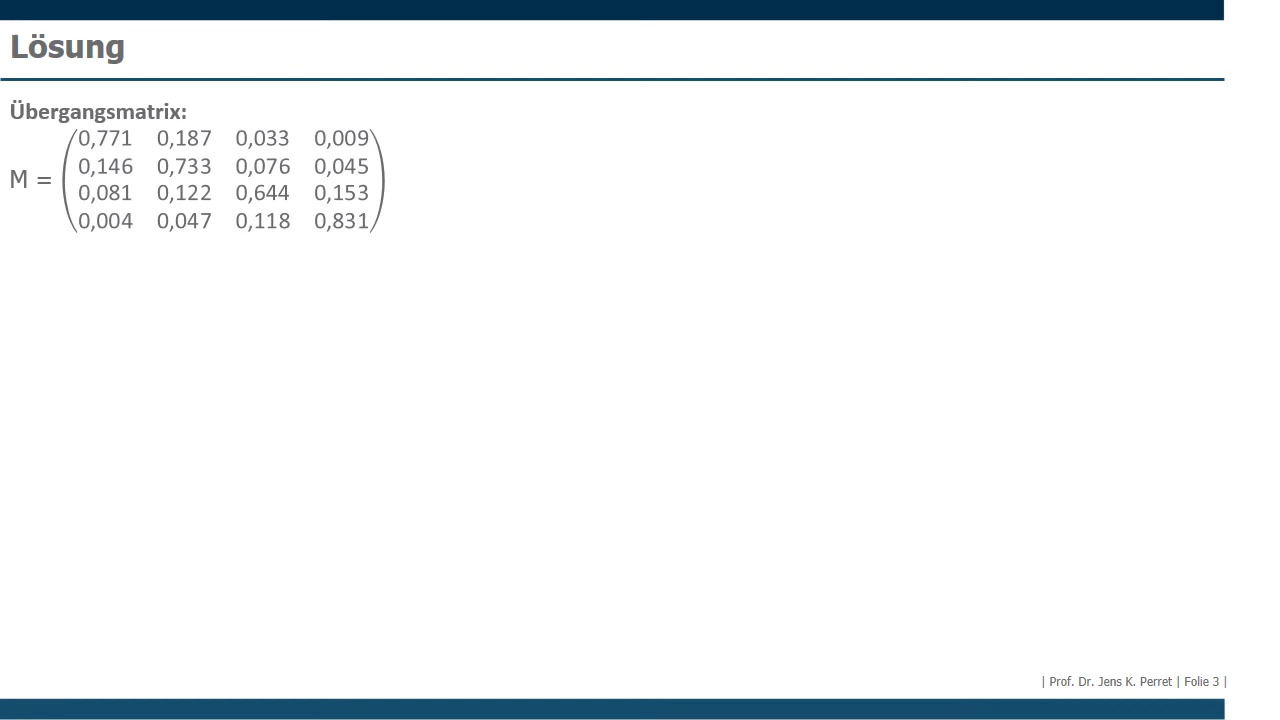 Lösung
Übergangsmatrix:
0,771 0,187 0,033 0,009
0,146 0,733 0,076 0,045
M =
0,081 0,122 0,644 0,153
0,004 0,047 0,118 0,831
| Prof. Dr. Jens K. Perret | Folie 3 |